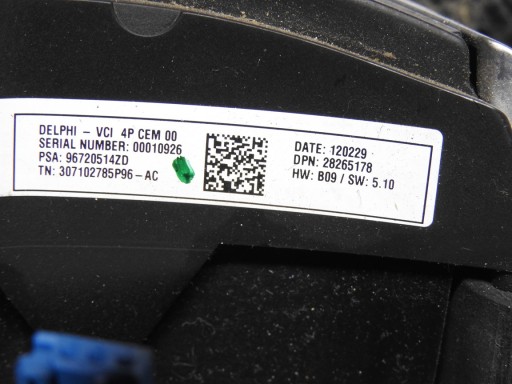 DELPHI - VCI 4P CEM 00
SERIAL NUMBER: 00010926
PSA: 96720514ZD
TN: 307102785P96-AC
DATE: 120229
DPN: 28265178
HW: B09 / SW: 5.10